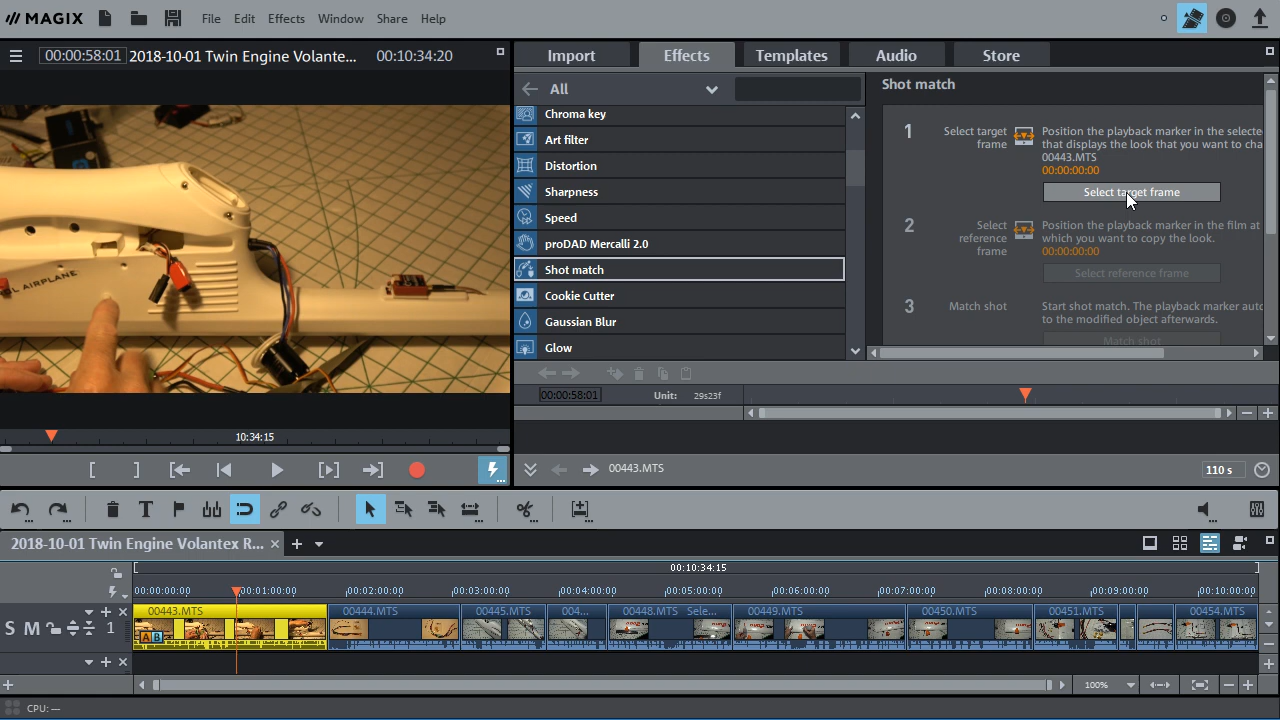 MAGIX File Edit Effects Window Share Help
00:00:58:01 2018-10-01 Twin Engine Volante... 00:10:34:20
Import Effects Templates Audio Store
All
Shot match
Chroma key
Art filter
Distortion
Sharpness
Speed
proDAD Mercalli 2.0
Shot match
Cookie Cutter
Gaussian Blur
Glow
1 Select target frame
Position the playback marker in the selecte
that displays the look that you want to cha
00443.MTS
00:00:00:00
Select target frame
2 Select reference frame
Position the playback marker in the film at
which you want to copy the look.
00:00:00:00
Select reference frame
3 Match shot
Start shot match. The playback marker auto
to the modified object afterwards.
Match shot
AIRPLANE
10:34:15
00:00:58:01 Unit: 29s23f
00443.MTS 110 s
2018-10-01 Twin Engine Volantex R...
00:10:34:15
00:00:00:00 00:01:00:00 00:02:00:00 00:03:00:00 00:04:00:00 00:05:00:00 00:06:00:00 00:07:00:00 00:08:00:00 00:09:00:00 00:10:00:00
00443.MTS 00444.MTS 00445.MTS 004... 00448.MTS Sele... 00449.MTS 00450.MTS 00451.MTS 00454.MTS
A B
S M 1
100%
CPU: —